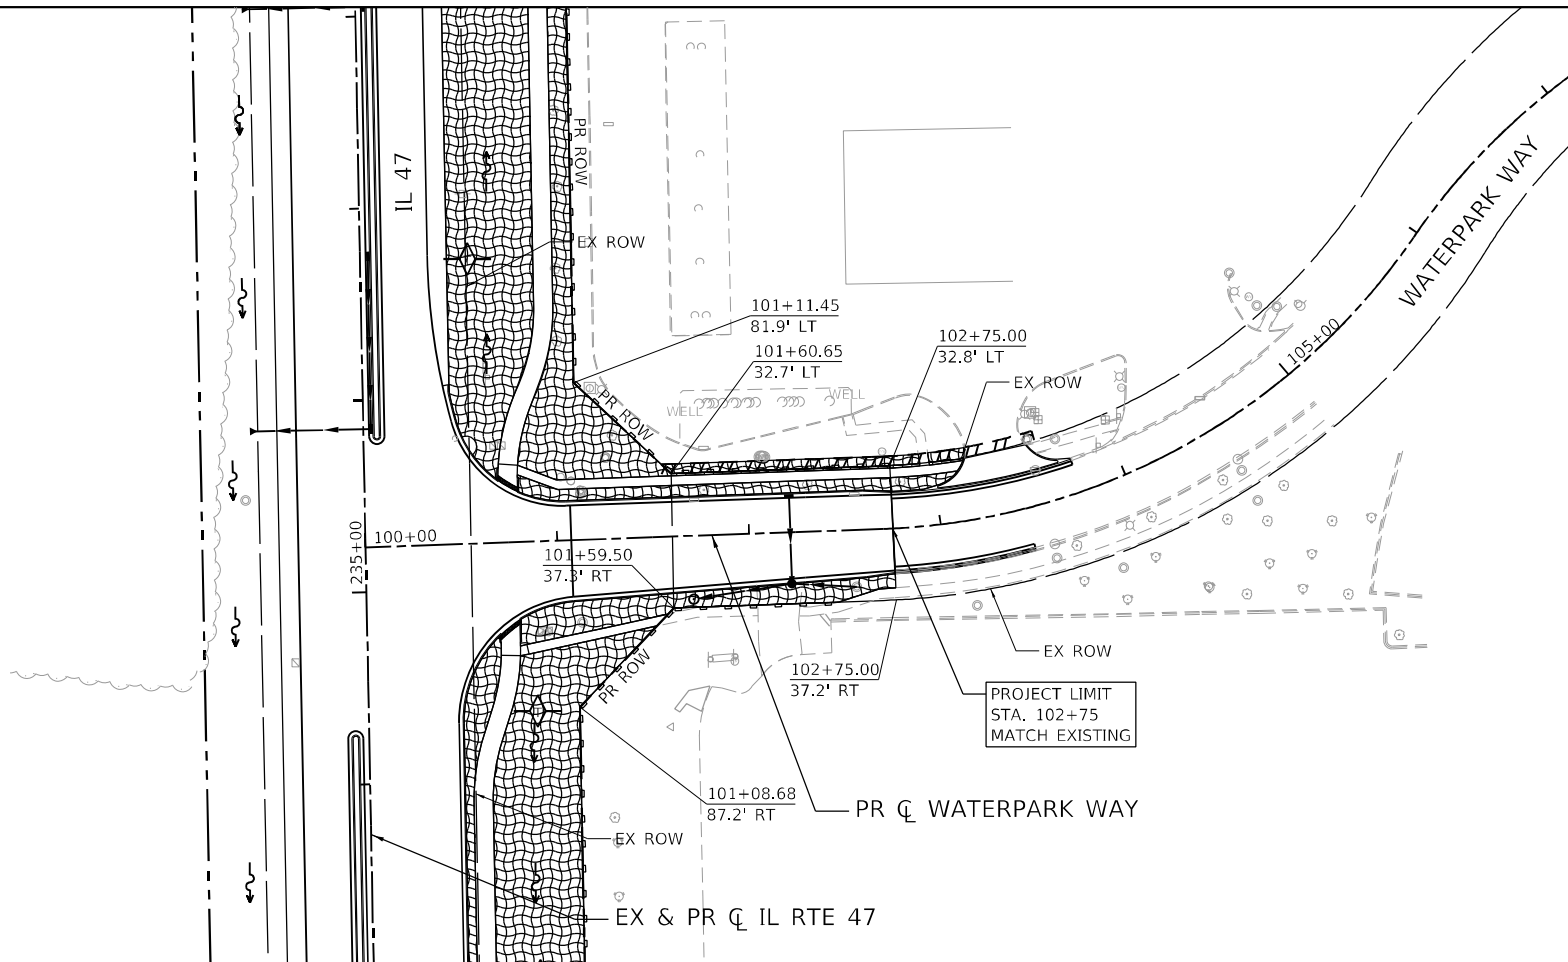 IL 47
PR ROW
EX ROW
WATERPARK WAY
101+11.45
81.9' LT
105+00
102+75.00
32.8' LT
101+60.65
32.7' LT
EX ROW
PR ROW
WELL
WELL
235+00
100+00
101+59.50
37.3' RT
EX ROW
PR ROW
102+75.00
37.2' RT
PROJECT LIMIT
STA. 102+75
MATCH EXISTING
101+08.68
87.2' RT
PR ℄ WATERPARK WAY
EX ROW
EX & PR ℄ IL RTE 47